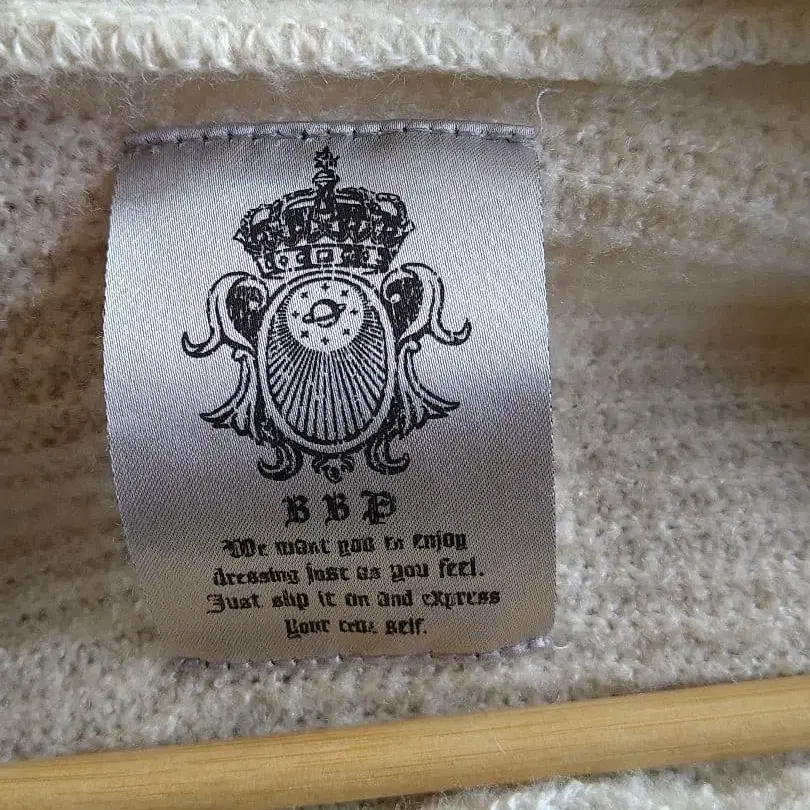 BBP
We want you to enjoy
dressing just as you feel.
Just slip it on and express
Your true self.